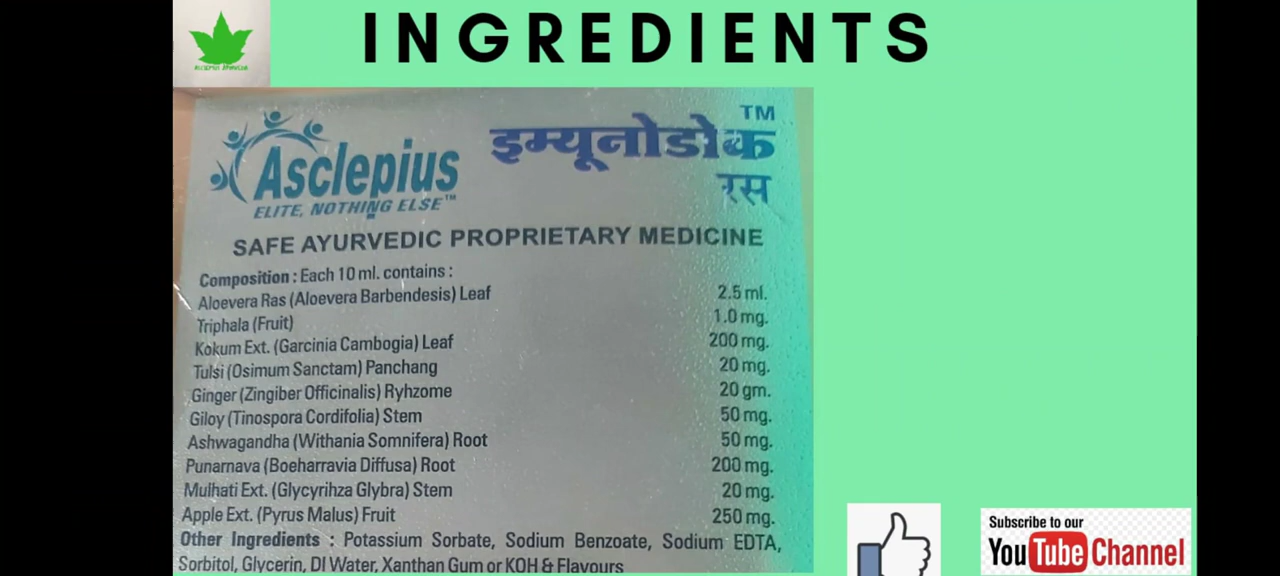 INGREDIENTS
Asclepius
ELITE, NOTHING ELSE™
इम्यूनोडोक TM
रस
SAFE AYURVEDIC PROPRIETARY MEDICINE
Composition : Each 10 ml. contains :
Aloevera Ras (Aloevera Barbendesis) Leaf 2.5 ml.
Triphala (Fruit) 1.0 mg.
Kokum Ext. (Garcinia Cambogia) Leaf 200 mg.
Tulsi (Osimum Sanctam) Panchang 20 mg.
Ginger (Zingiber Officinalis) Ryhzome 20 gm.
Giloy (Tinospora Cordifolia) Stem 50 mg.
Ashwagandha (Withania Somnifera) Root 50 mg.
Punarnava (Boeharravia Diffusa) Root 200 mg.
Mulhati Ext. (Glycyrihza Glybra) Stem 20 mg.
Apple Ext. (Pyrus Malus) Fruit 250 mg.
Other Ingredients : Potassium Sorbate, Sodium Benzoate, Sodium EDTA,
Sorbitol, Glycerin, DI Water, Xanthan Gum or KOH & Flavours
Subscribe to our
YouTube Channel